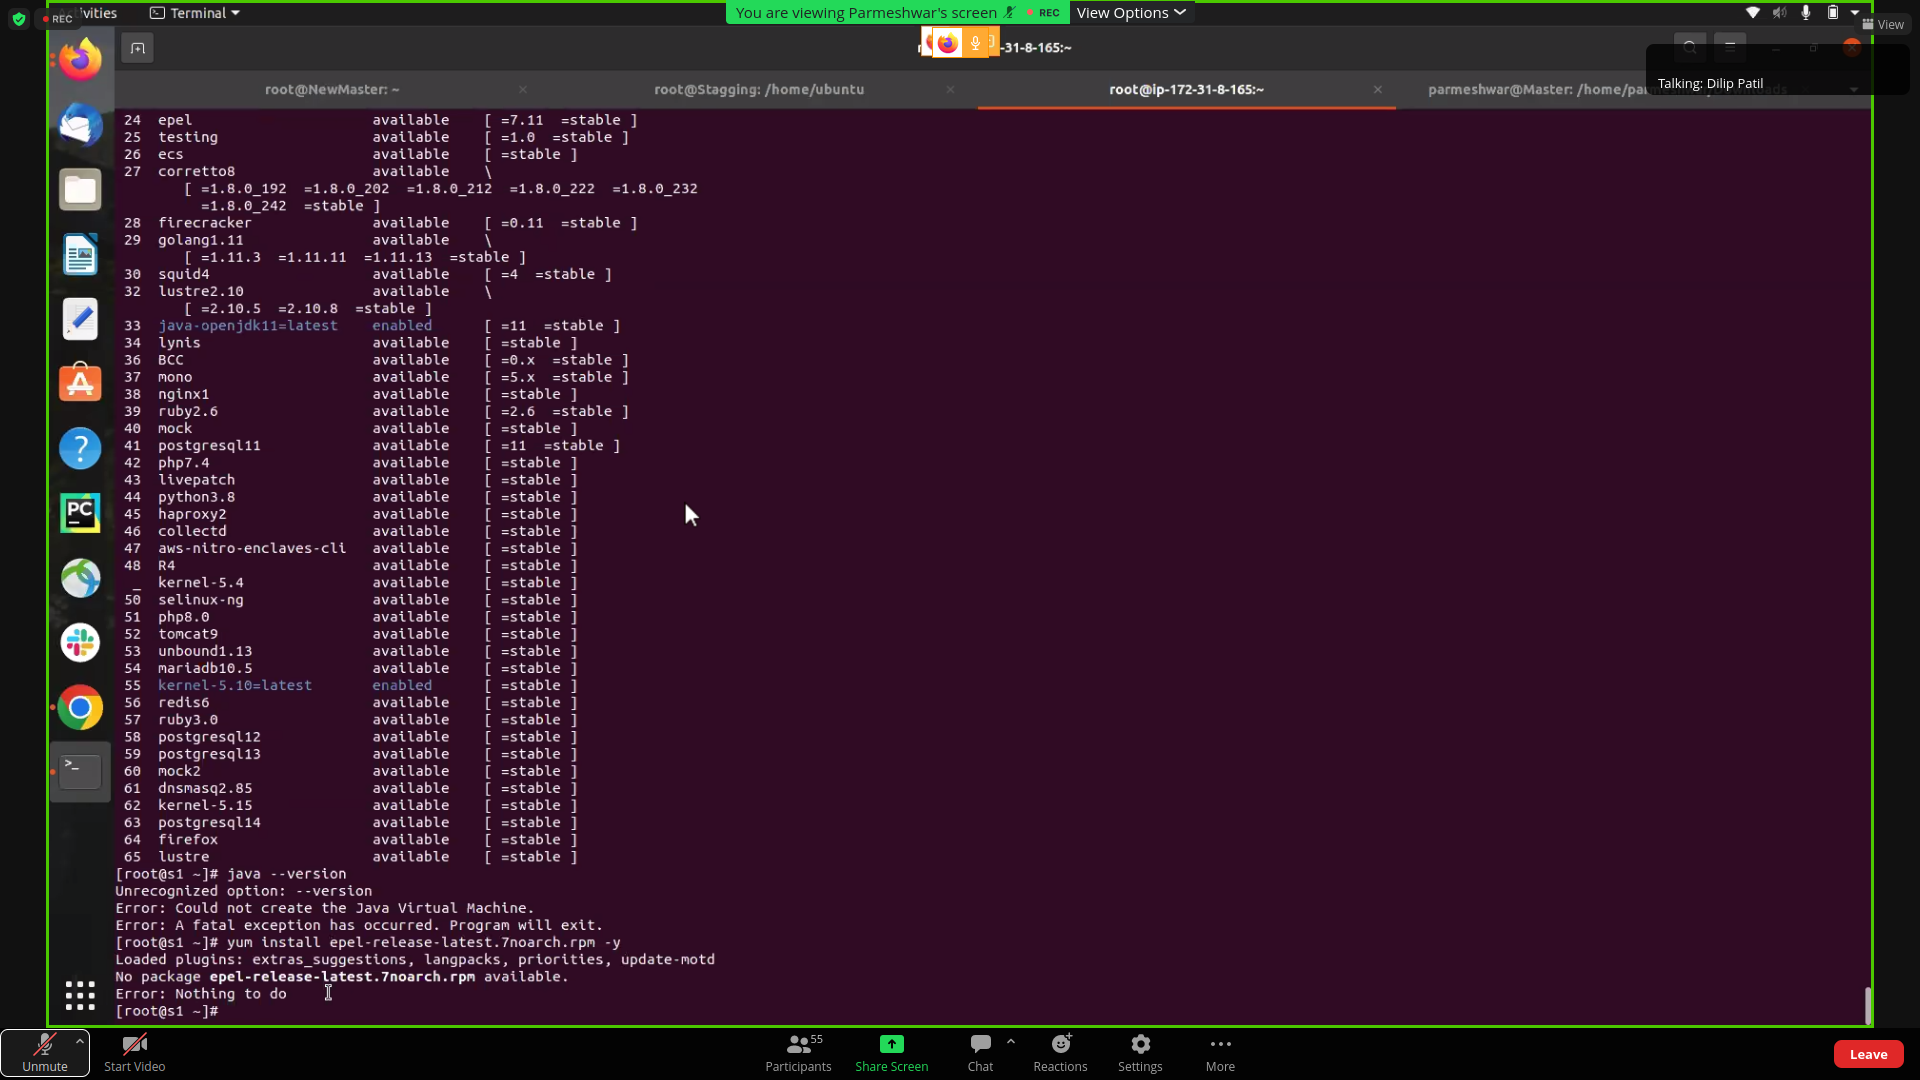 Activities
Terminal
You are viewing Parmeshwar's screen
REC
View Options
REC
View
-31-8-165:~
Talking: Dilip Patil
root@NewMaster: ~
root@Stagging: /home/ubuntu
root@ip-172-31-8-165:~
parmeshwar@Master: /home/
24 epel available [ =7.11 =stable ]
25 testing available [ =1.0 =stable ]
26 ecs available [ =stable ]
27 corretto8 available \
[ =1.8.0_192 =1.8.0_202 =1.8.0_212 =1.8.0_222 =1.8.0_232
=1.8.0_242 =stable ]
28 firecracker available [ =0.11 =stable ]
29 golang1.11 available \
[ =1.11.3 =1.11.11 =1.11.13 =stable ]
30 squid4 available [ =4 =stable ]
32 lustre2.10 available \
[ =2.10.5 =2.10.8 =stable ]
33 java-openjdk11=latest enabled [ =11 =stable ]
34 lynis available [ =stable ]
36 BCC available [ =0.x =stable ]
37 mono available [ =5.x =stable ]
38 nginx1 available [ =stable ]
39 ruby2.6 available [ =2.6 =stable ]
40 mock available [ =stable ]
41 postgresql11 available [ =11 =stable ]
42 php7.4 available [ =stable ]
43 livepatch available [ =stable ]
44 python3.8 available [ =stable ]
45 haproxy2 available [ =stable ]
46 collectd available [ =stable ]
47 aws-nitro-enclaves-cli available [ =stable ]
48 R4 available [ =stable ]
_ kernel-5.4 available [ =stable ]
50 selinux-ng available [ =stable ]
51 php8.0 available [ =stable ]
52 tomcat9 available [ =stable ]
53 unbound1.13 available [ =stable ]
54 mariadb10.5 available [ =stable ]
55 kernel-5.10=latest enabled [ =stable ]
56 redis6 available [ =stable ]
57 ruby3.0 available [ =stable ]
58 postgresql12 available [ =stable ]
59 postgresql13 available [ =stable ]
60 mock2 available [ =stable ]
61 dnsmasq2.85 available [ =stable ]
62 kernel-5.15 available [ =stable ]
63 postgresql14 available [ =stable ]
64 firefox available [ =stable ]
65 lustre available [ =stable ]
[root@s1 ~]# java --version
Unrecognized option: --version
Error: Could not create the Java Virtual Machine.
Error: A fatal exception has occurred. Program will exit.
[root@s1 ~]# yum install epel-release-latest.7noarch.rpm -y
Loaded plugins: extras_suggestions, langpacks, priorities, update-motd
No package epel-release-latest.7noarch.rpm available.
Error: Nothing to do
[root@s1 ~]#
PC
Unmute
Start Video
Participants
55
Share Screen
Chat
Reactions
Settings
More
Leave